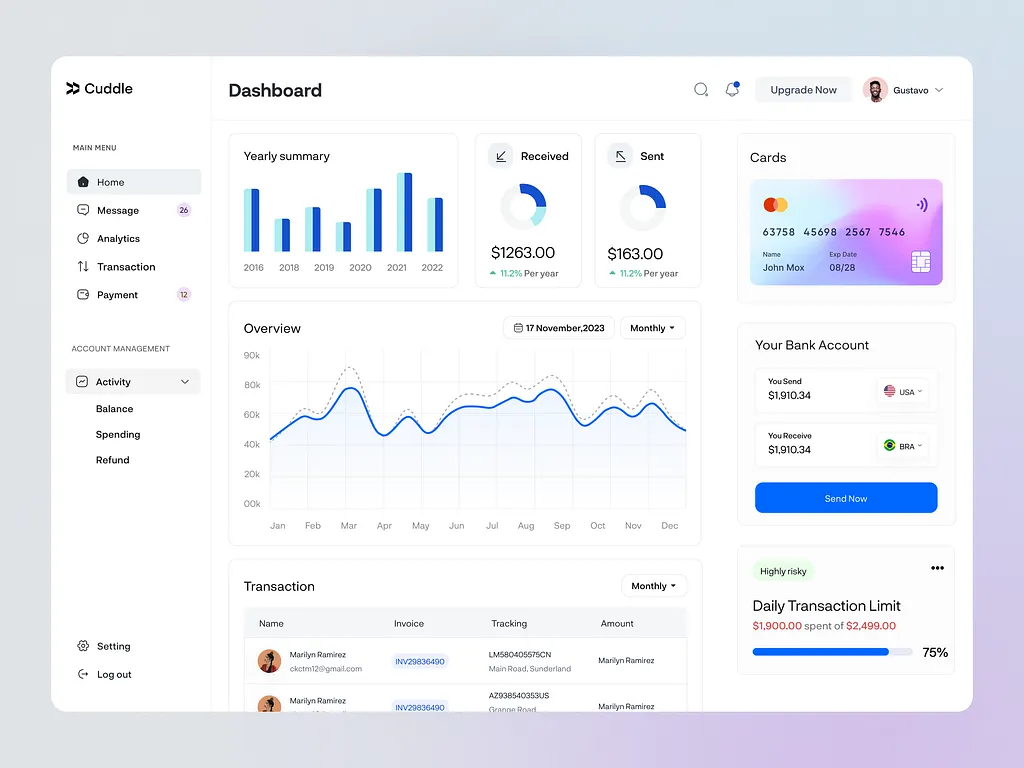 Cuddle
MAIN MENU
Home
Message 26
Analytics
Transaction
Payment 12
ACCOUNT MANAGEMENT
Activity
Balance
Spending
Refund
Setting
Log out
Dashboard
Upgrade Now
Gustavo
Yearly summary
2016 2018 2019 2020 2021 2022
Received
$1263.00
11.2% Per year
Sent
$163.00
11.2% Per year
Overview
17 November,2023
Monthly
90k
80k
60k
40k
20k
00k
Jan Feb Mar Apr May Jun Jul Aug Sep Oct Nov Dec
Transaction
Monthly
Name Invoice Tracking Amount
Marilyn Ramirez
ckctm12@gmail.com
INV29836490
LM580405575CN
Main Road, Sunderland
Marilyn Ramirez
Marilyn Ramirez
INV29836490
AZ938540353US
Grange Road
Marilyn Ramirez
Cards
63758 45698 2567 7546
Name
John Mox
Exp Date
08/28
Your Bank Account
You Send
$1,910.34
USA
You Receive
$1,910.34
BRA
Send Now
Highly risky
Daily Transaction Limit
$1,900.00 spent of $2,499.00
75%